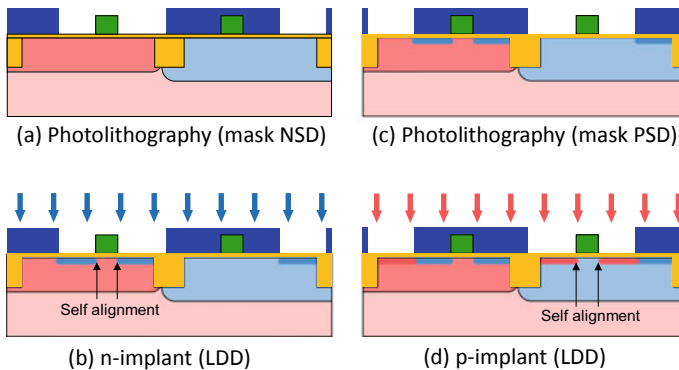 (a) Photolithography (mask NSD)
(c) Photolithography (mask PSD)
Self alignment
Self alignment
(b) n-implant (LDD)
(d) p-implant (LDD)